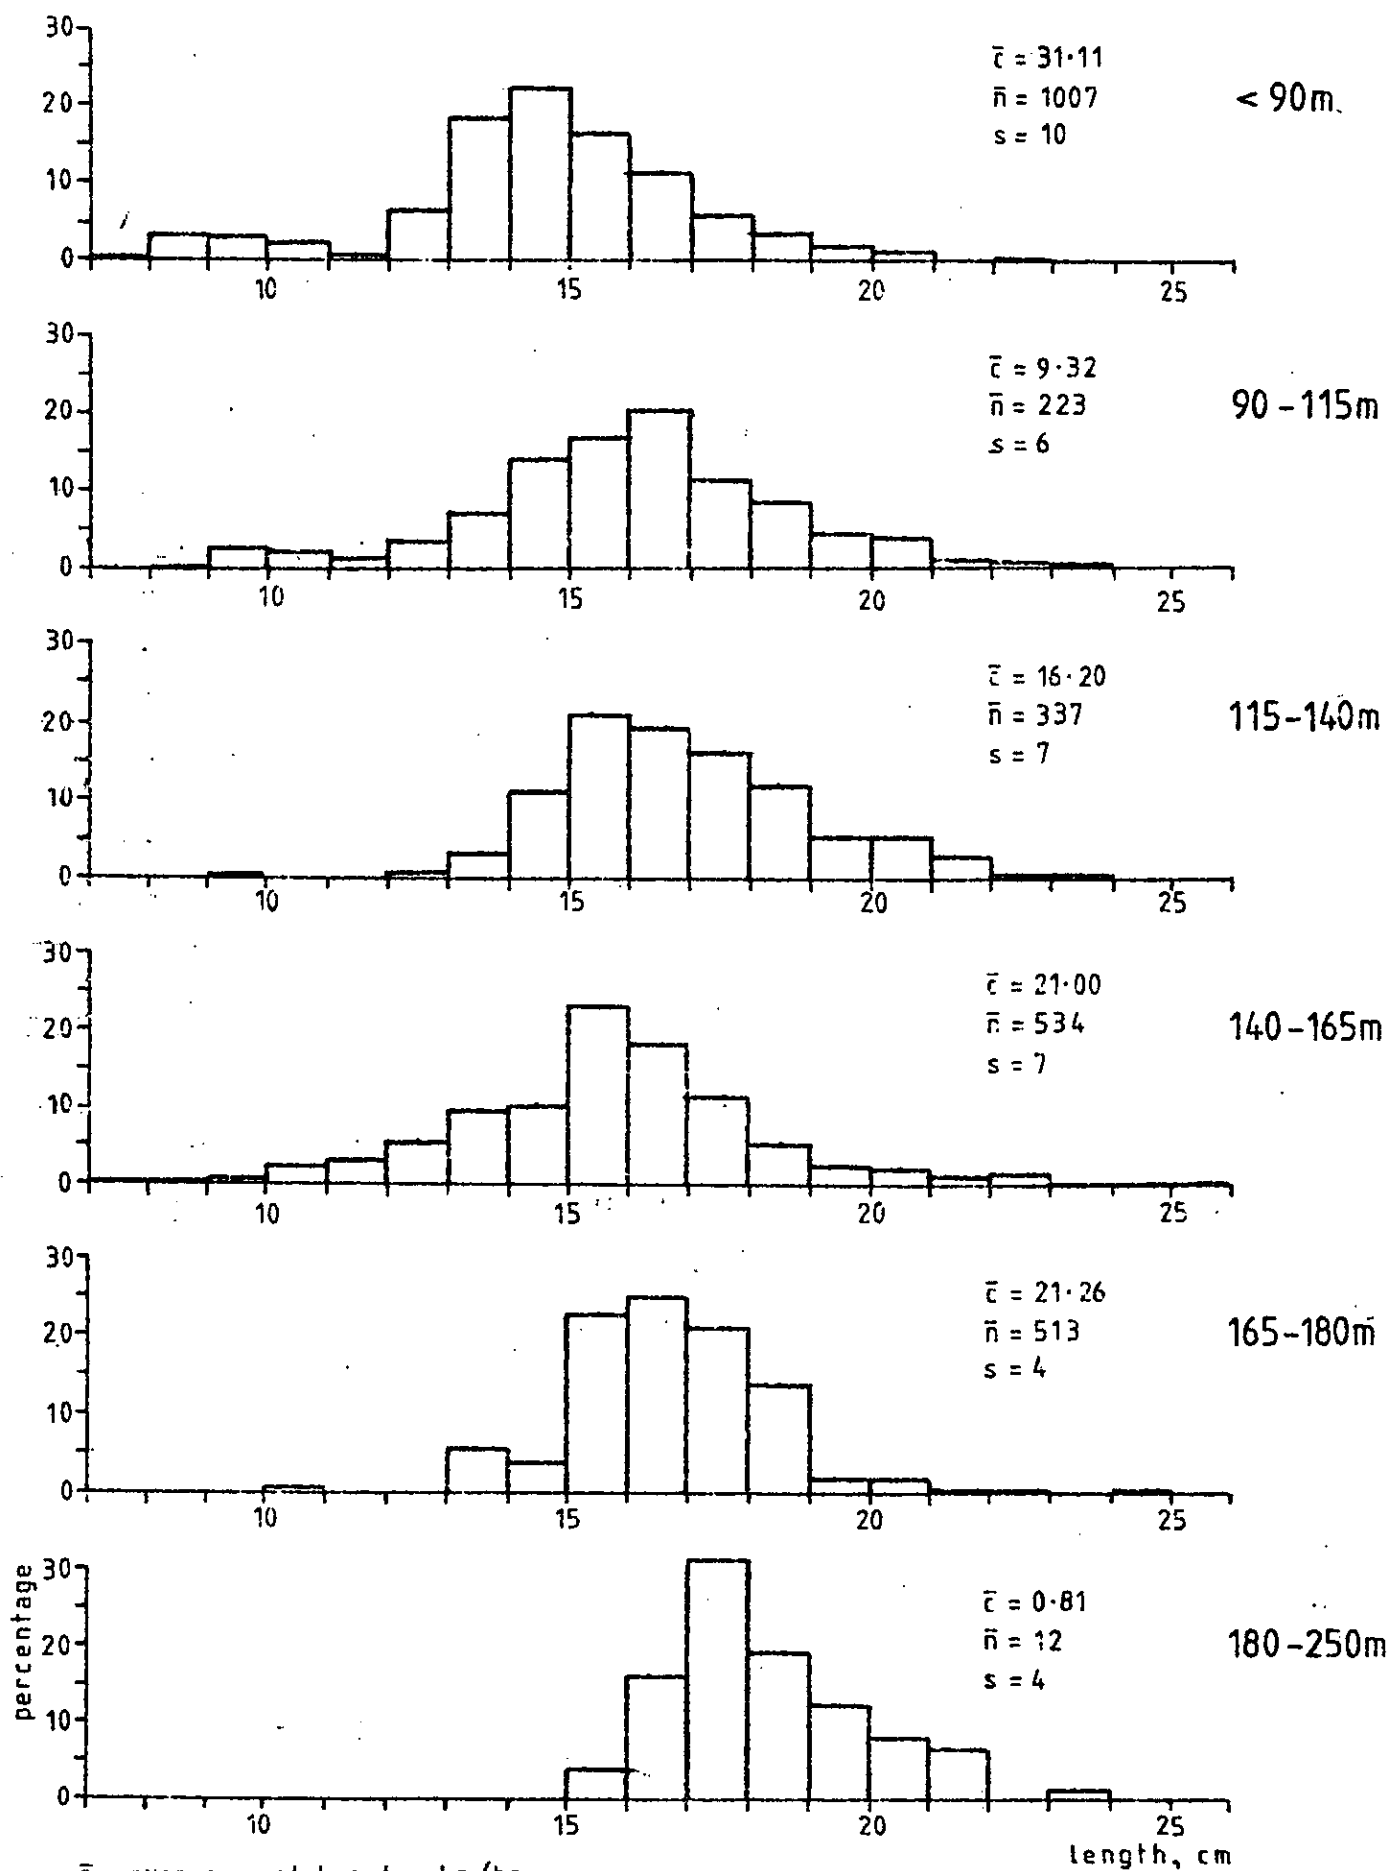 30
20
10
0
10 15 20 25
c̄ = 31·11
n̄ = 1007
s = 10
< 90m
30
20
10
0
10 15 20 25
c̄ = 9·32
n̄ = 223
s = 6
90-115m
30
20
10
0
10 15 20 25
c̄ = 16·20
n̄ = 337
s = 7
115-140m
30
20
10
0
10 15 20 25
c̄ = 21·00
n̄ = 534
s = 7
140-165m
30
20
10
0
10 15 20 25
c̄ = 21·26
n̄ = 513
s = 4
165-180m
percentage
30
20
10
0
10 15 20 25
c̄ = 0·81
n̄ = 12
s = 4
180-250m
length, cm